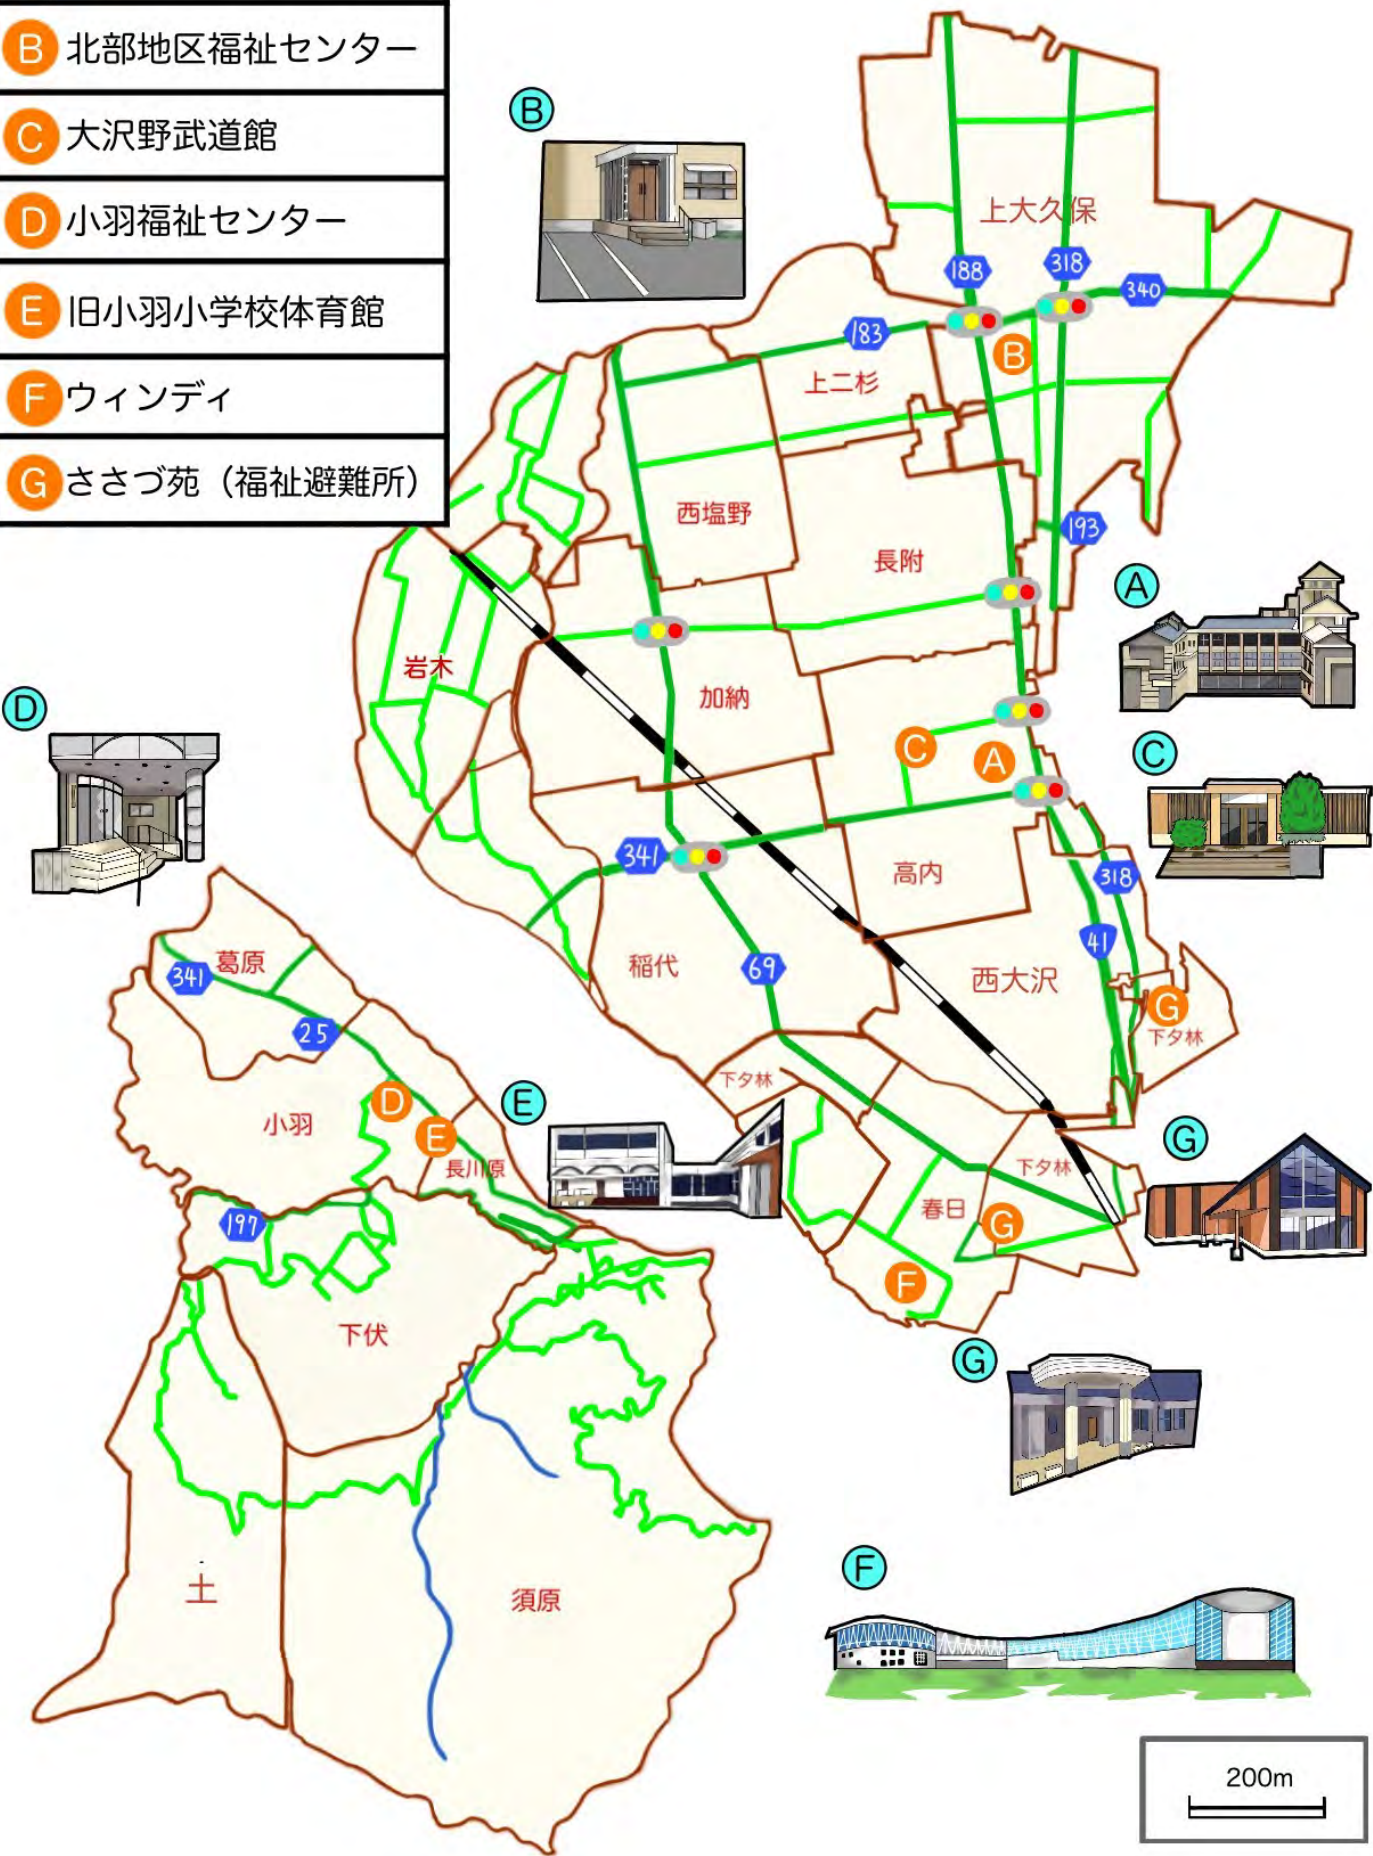 B 北部地区福祉センター
C 大沢野武道館
D 小羽福祉センター
E 旧小羽小学校体育館
F ウィンディ
G ささづ苑（福祉避難所）
B
上大久保
188
318
340
183
B
上二杉
西塩野
長附
193
A
岩木
加納
D
C
A
C
341
高内
318
41
稲代
69
西大沢
G
下夕林
葛原
341
25
下夕林
D
E
小羽
E
長川原
G
下夕林
春日
G
197
F
下伏
G
F
土
須原
200m